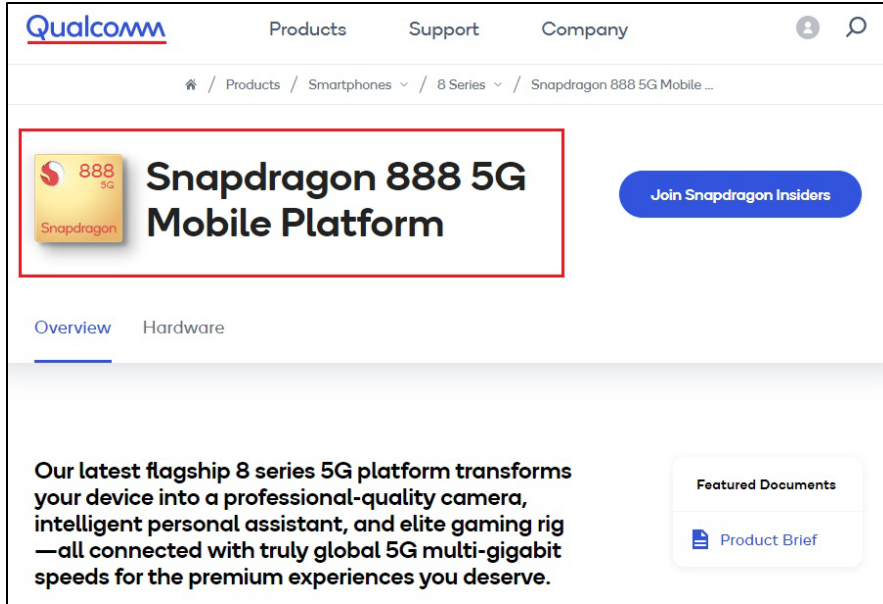 Qualcomm
Products Support Company
/ Products / Smartphones / 8 Series / Snapdragon 888 5G Mobile ...
888
5G
Snapdragon
Snapdragon 888 5G
Mobile Platform
Join Snapdragon Insiders
Overview Hardware
Our latest flagship 8 series 5G platform transforms
your device into a professional-quality camera,
intelligent personal assistant, and elite gaming rig
—all connected with truly global 5G multi-gigabit
speeds for the premium experiences you deserve.
Featured Documents
Product Brief